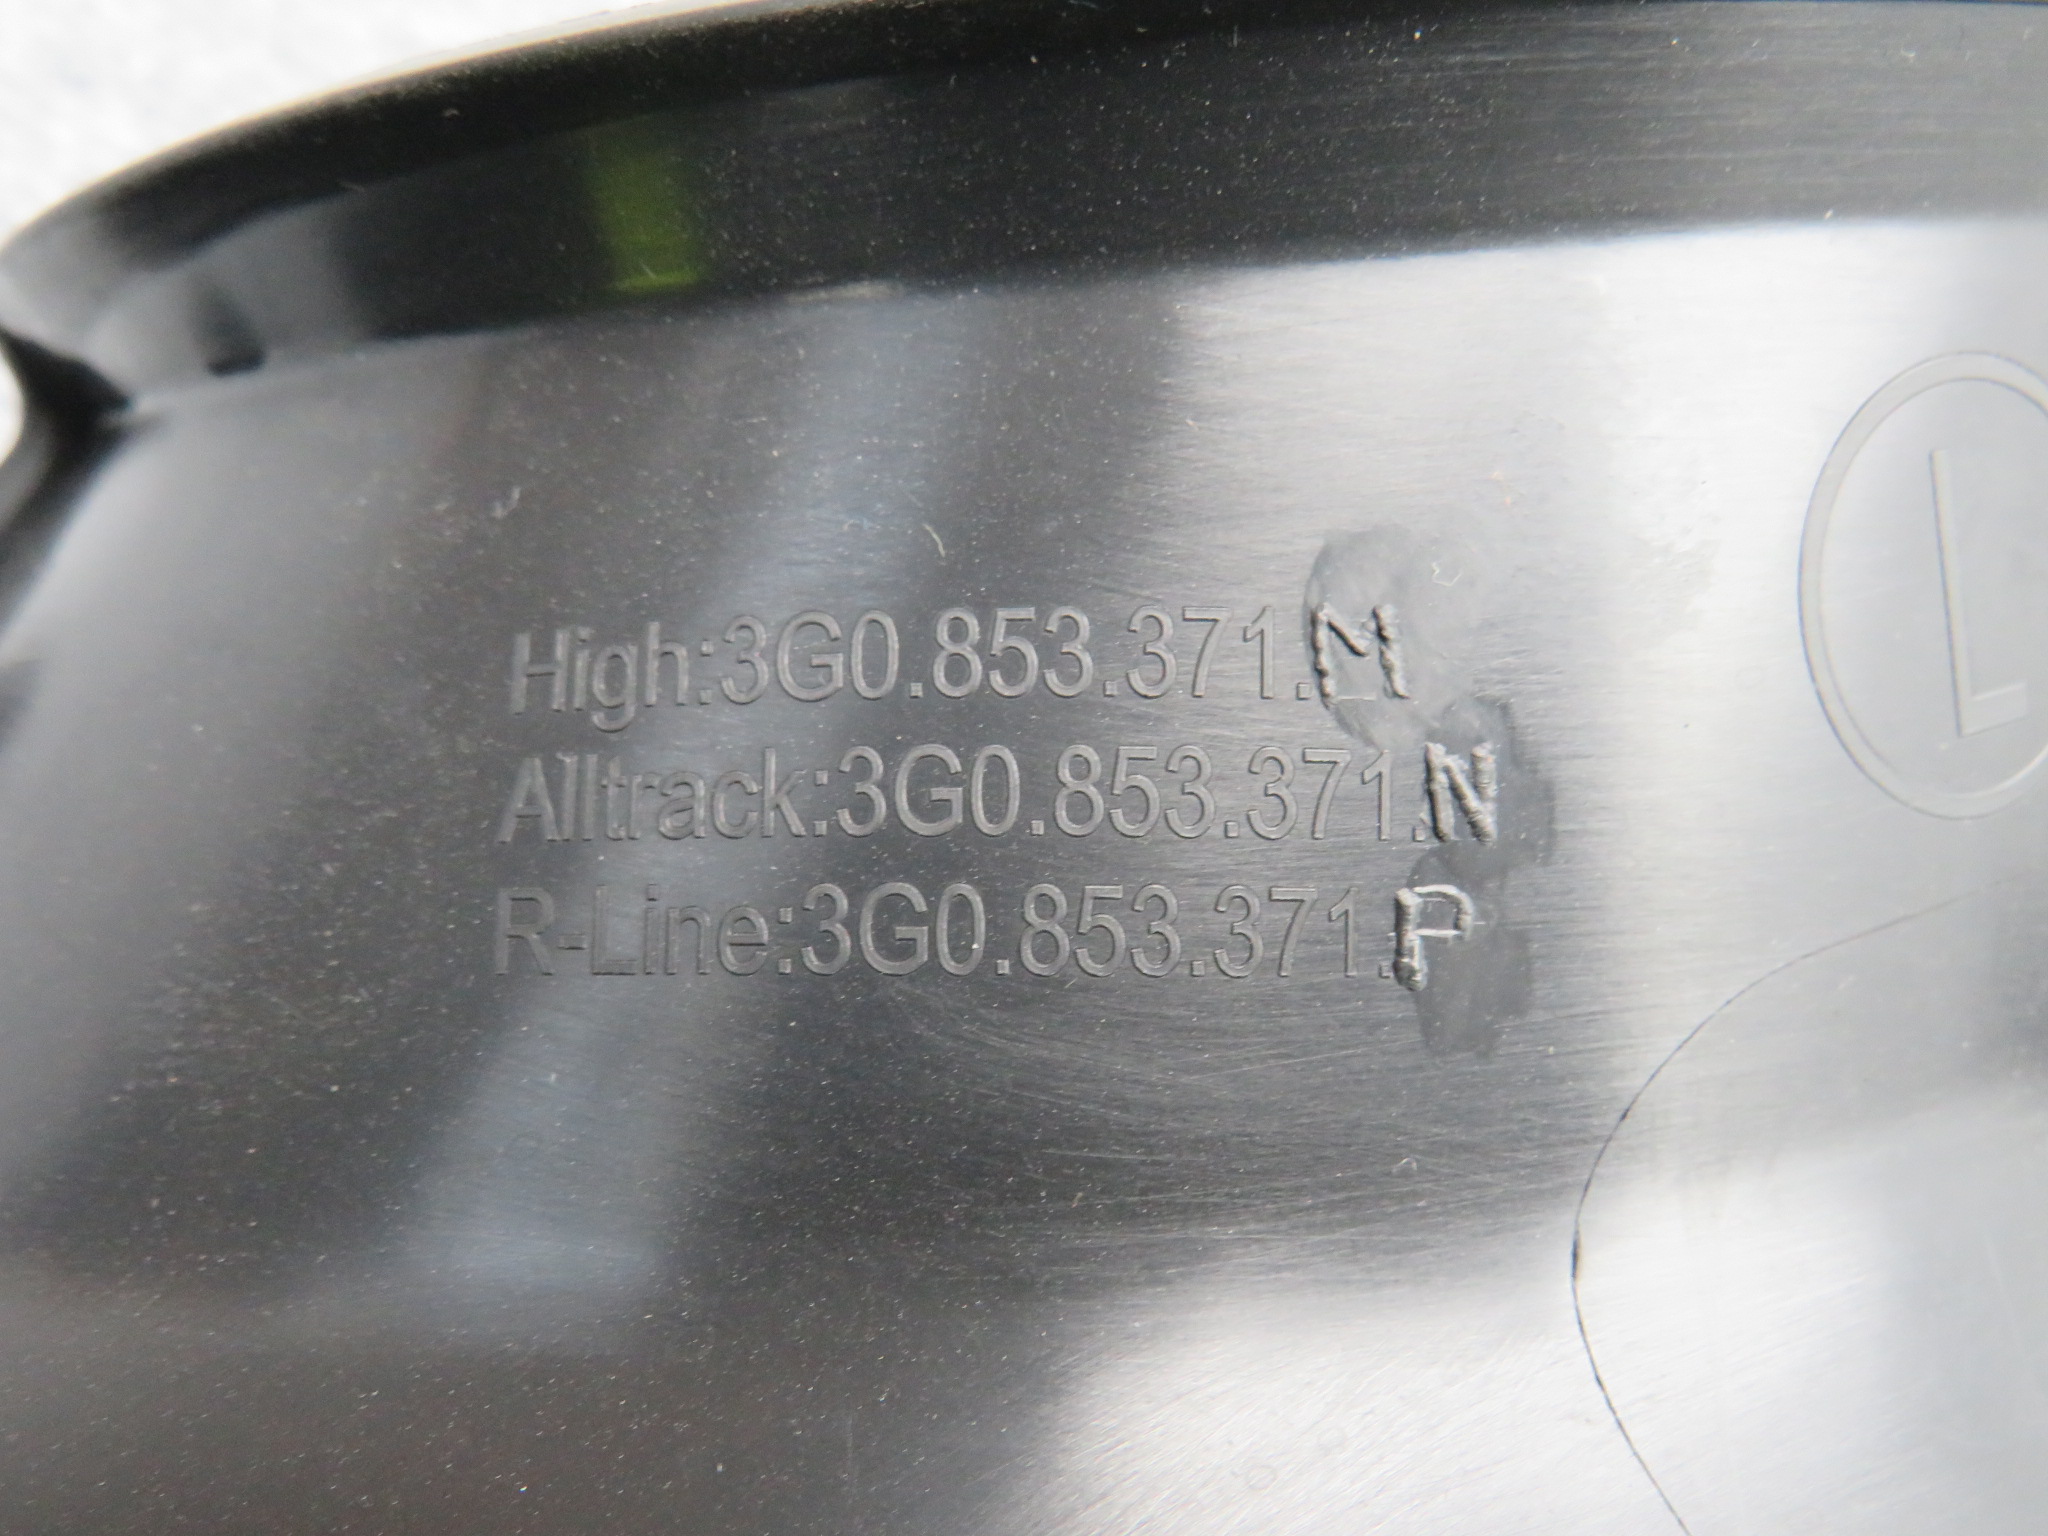 High:3G0.853.371.M
Alltrack:3G0.853.371.N
R-Line:3G0.853.371.P
L